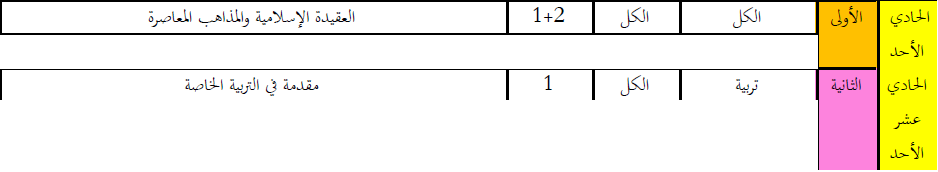 الحادي الأولى الكل الكل 1+2 العقيدة الإسلامية والمذاهب المعاصرة
الأحد
الحادي الثانية تربية الكل 1 مقدمة في التربية الخاصة
عشر
الأحد